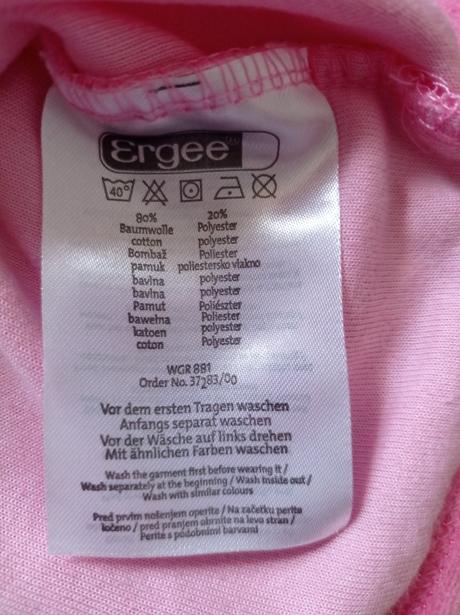 Ergee
40°
80% 20%
Baumwolle Polyester
cotton polyester
Bombaž Poliester
pamuk poliestersko vlakno
bavlna polyester
bavlna polyester
Pamut Poliészter
bawełna Poliester
katoen polyester
coton Polyester
WGR 881
Order No. 37283/00
Vor dem ersten Tragen waschen
Anfangs separat waschen
Vor der Wäsche auf links drehen
Mit ähnlichen Farben waschen
Wash the garment first before wearing it /
Wash separately at the beginning / Wash inside out /
Wash with similar colours
Pred prvim nošenjem operite / Na začetku perite
ločeno / pred pranjem obrnite na levo stran /
Perite s podobnimi barvami